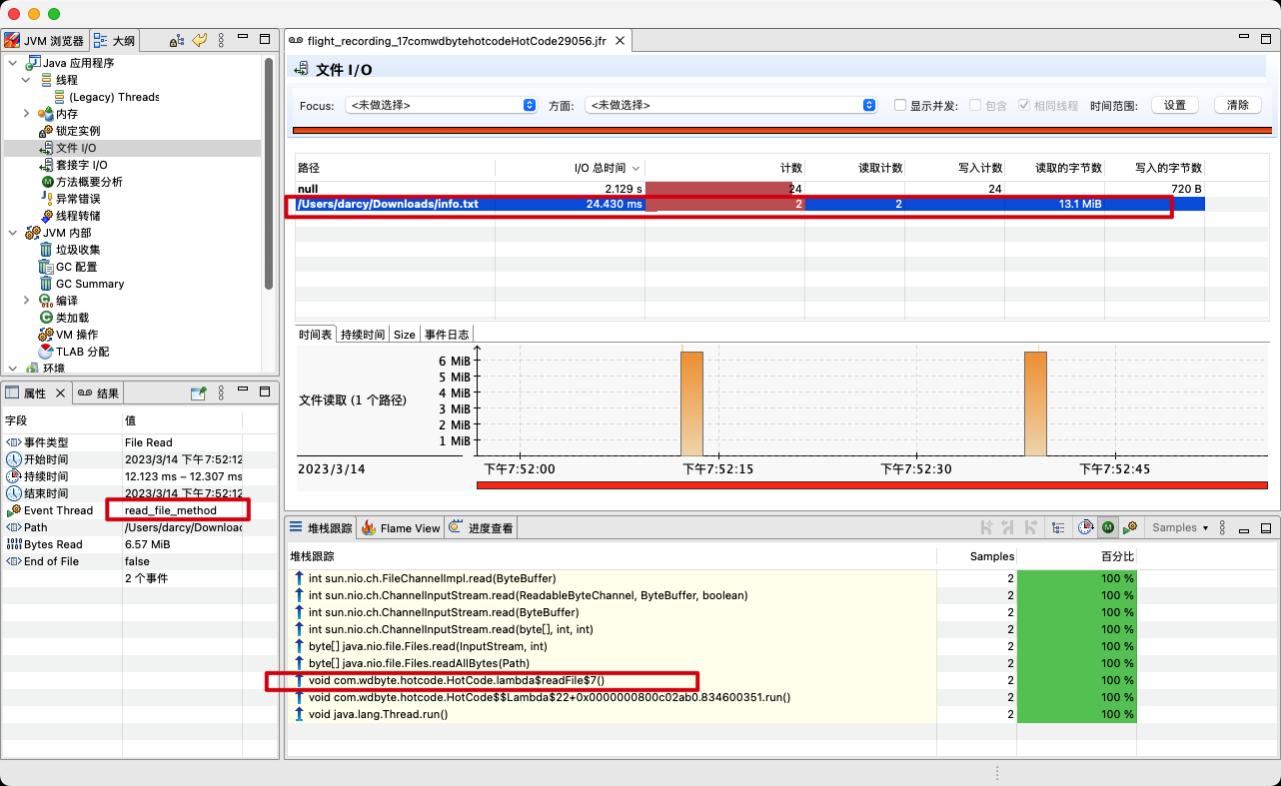 JVM 浏览器 大纲
Java 应用程序
线程
(Legacy) Threads
内存
锁定实例
文件 I/O
套接字 I/O
方法概要分析
异常错误
线程转储
JVM 内部
垃圾收集
GC 配置
GC Summary
编译
类加载
VM 操作
TLAB 分配
环境
属性 结果
字段 值
事件类型 File Read
开始时间 2023/3/14 下午7:52:12
持续时间 12.123 ms – 12.307 ms
结束时间 2023/3/14 下午7:52:12
Event Thread read_file_method
Path /Users/darcy/Downloac
Bytes Read 6.57 MiB
End of File false
2 个事件
flight_recording_17comwdbytehotcodeHotCode29056.jfr
文件 I/O
Focus: <未做选择> 方面: <未做选择> 显示并发: 包含 相同线程 时间范围: 设置 清除
路径 I/O 总时间 计数 读取计数 写入计数 读取的字节数 写入的字节数
null 2.129 s 24 24 720 B
/Users/darcy/Downloads/info.txt 24.430 ms 2 2 13.1 MiB
时间表 持续时间 Size 事件日志
6 MiB
5 MiB
4 MiB
文件读取 (1 个路径)
3 MiB
2 MiB
1 MiB
2023/3/14 下午7:52:00 下午7:52:15 下午7:52:30 下午7:52:45
堆栈跟踪 Flame View 进度查看 Samples
堆栈跟踪 Samples 百分比
int sun.nio.ch.FileChannelImpl.read(ByteBuffer) 2 100 %
int sun.nio.ch.ChannelInputStream.read(ReadableByteChannel, ByteBuffer, boolean) 2 100 %
int sun.nio.ch.ChannelInputStream.read(ByteBuffer) 2 100 %
int sun.nio.ch.ChannelInputStream.read(byte[], int, int) 2 100 %
byte[] java.nio.file.Files.read(InputStream, int) 2 100 %
byte[] java.nio.file.Files.readAllBytes(Path) 2 100 %
void com.wdbyte.hotcode.HotCode.lambda$readFile$7() 2 100 %
void com.wdbyte.hotcode.HotCode$$Lambda$22+0x0000000800c02ab0.834600351.run() 2 100 %
void java.lang.Thread.run() 2 100 %